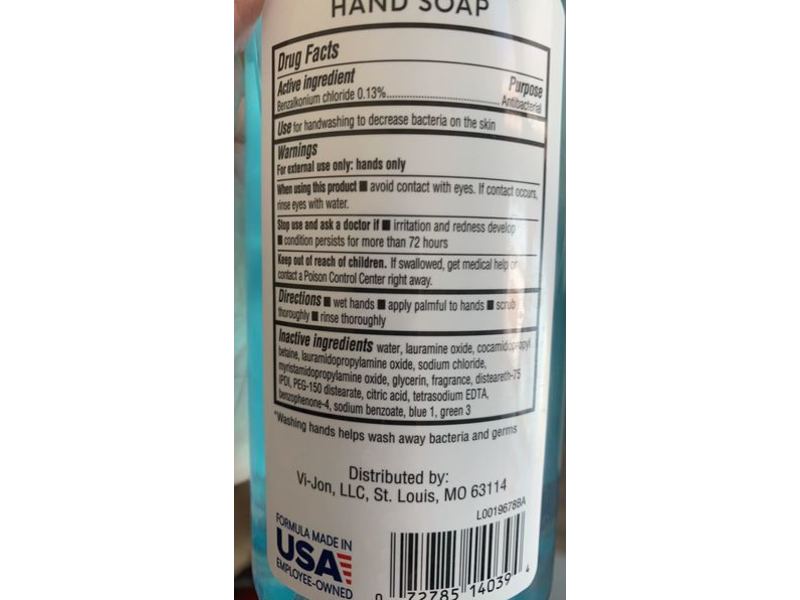 HAND SOAP
Drug Facts
Active ingredient Purpose
Benzalkonium chloride 0.13%................................Antibacterial
Use for handwashing to decrease bacteria on the skin
Warnings
For external use only: hands only
When using this product ■ avoid contact with eyes. If contact occurs,
rinse eyes with water.
Stop use and ask a doctor if ■ irritation and redness develop
■ condition persists for more than 72 hours
Keep out of reach of children. If swallowed, get medical help or
contact a Poison Control Center right away.
Directions ■ wet hands ■ apply palmful to hands ■ scrub
thoroughly ■ rinse thoroughly
Inactive ingredients water, lauramine oxide, cocamidopropyl
betaine, lauramidopropylamine oxide, sodium chloride,
myristamidopropylamine oxide, glycerin, fragrance, disteareth-75
IPDI, PEG-150 distearate, citric acid, tetrasodium EDTA,
benzophenone-4, sodium benzoate, blue 1, green 3
*Washing hands helps wash away bacteria and germs
Distributed by:
Vi-Jon, LLC, St. Louis, MO 63114
L0019678BA
FORMULA MADE IN
USA
EMPLOYEE-OWNED
0 72785 14039 4